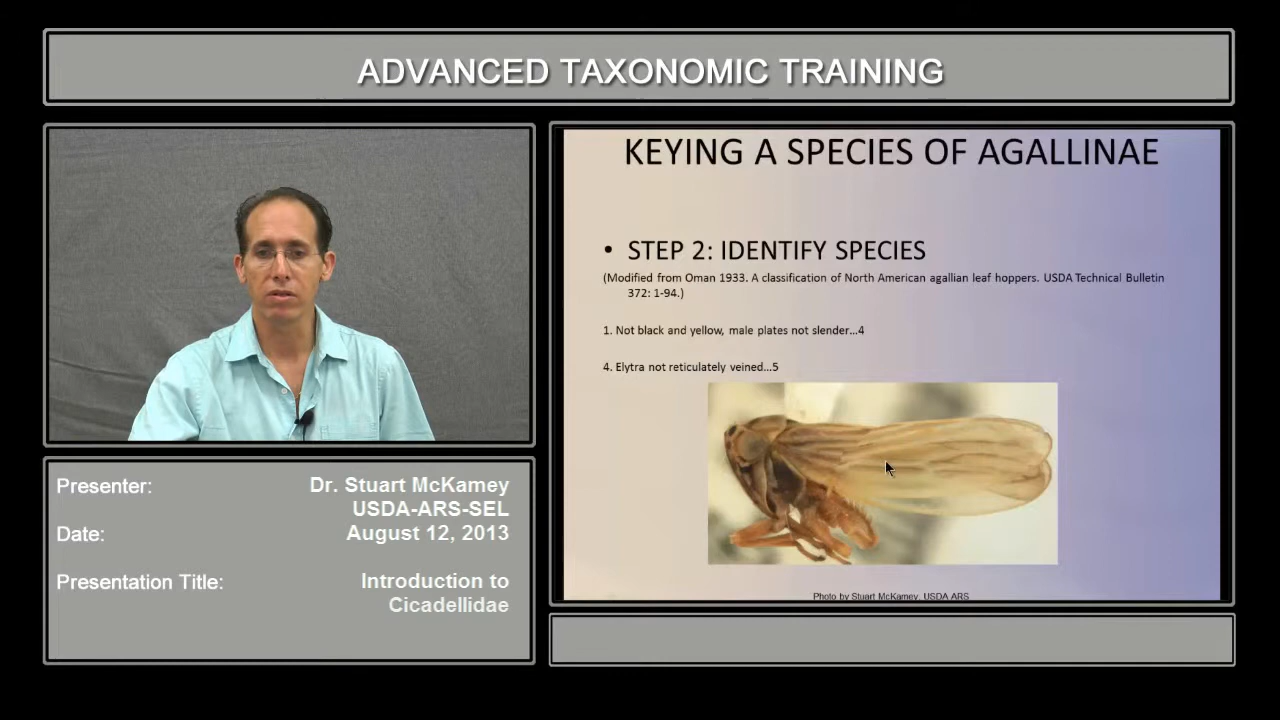 ADVANCED TAXONOMIC TRAINING
KEYING A SPECIES OF AGALLINAE
• STEP 2: IDENTIFY SPECIES
(Modified from Oman 1933. A classification of North American agallian leaf hoppers. USDA Technical Bulletin
372: 1-94.)
1. Not black and yellow, male plates not slender...4
4. Elytra not reticulately veined...5
Photo by Stuart McKamey, USDA ARS
Presenter: Dr. Stuart McKamey
USDA-ARS-SEL
Date: August 12, 2013
Presentation Title: Introduction to
Cicadellidae